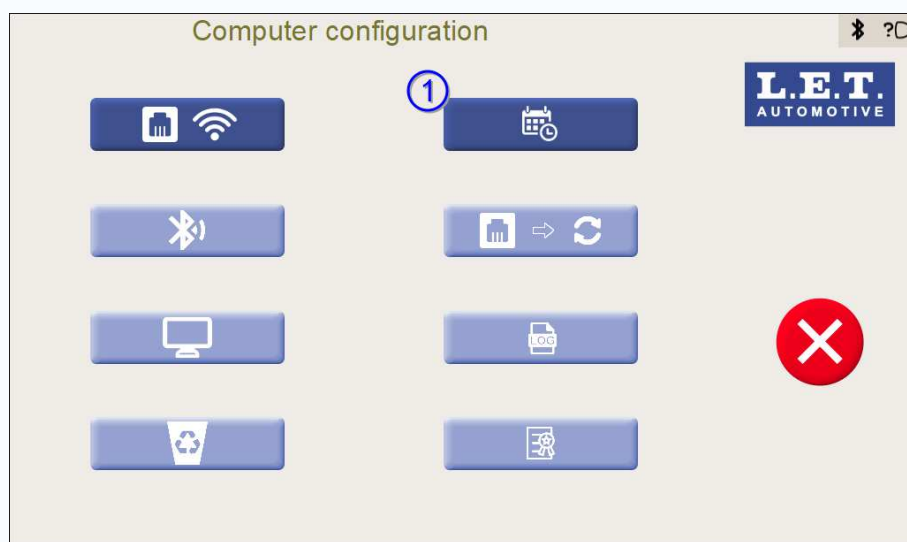 Computer configuration
?
1
L.E.T.
AUTOMOTIVE
LOG